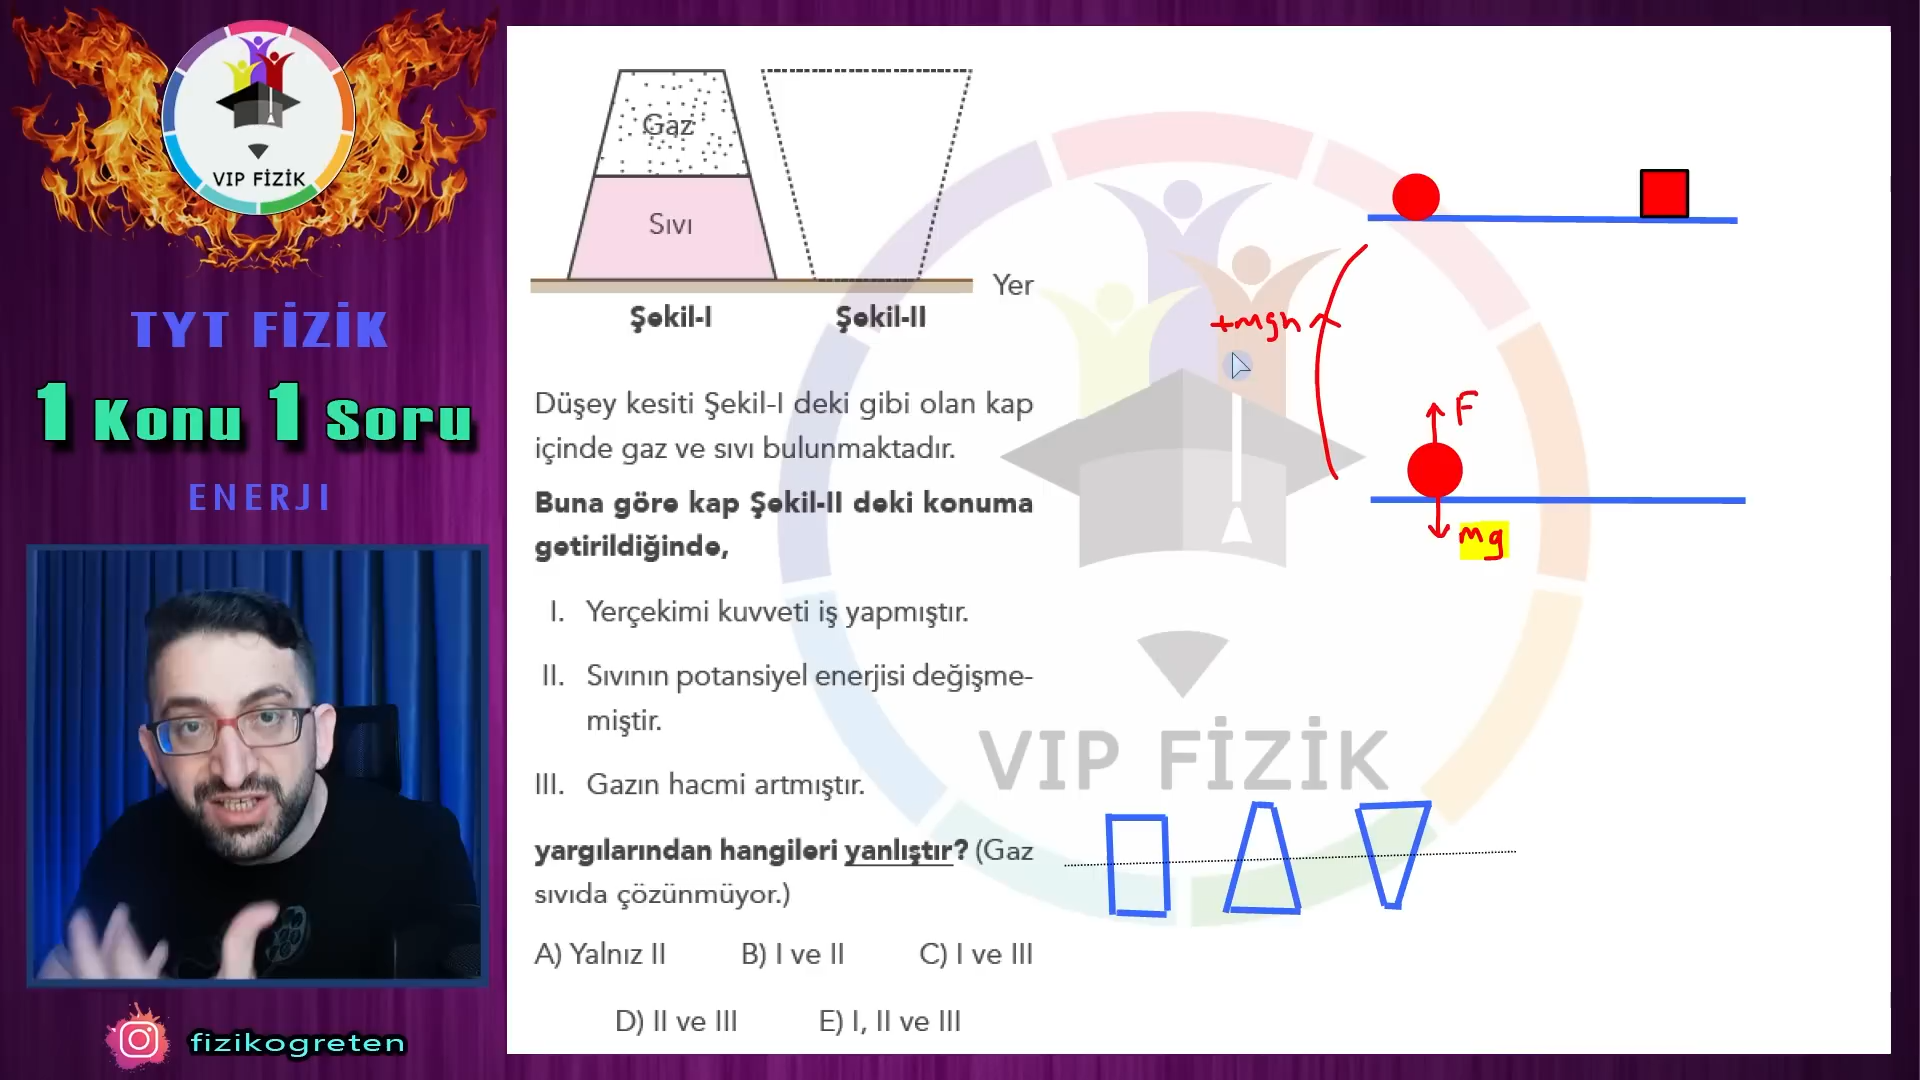 VIP FİZİK
TYT FİZİK
1 Konu 1 Soru
ENERJI
fizikogreten
Gaz
Sıvı
Yer
Şekil-I
Şekil-II
Düşey kesiti Şekil-I deki gibi olan kap
içinde gaz ve sıvı bulunmaktadır.
Buna göre kap Şekil-II deki konuma
getirildiğinde,
I. Yerçekimi kuvveti iş yapmıştır.
II. Sıvının potansiyel enerjisi değişme-
miştir.
III. Gazın hacmi artmıştır.
yargılarından hangileri yanlıştır? (Gaz
sıvıda çözünmüyor.)
A) Yalnız II B) I ve II C) I ve III
D) II ve III E) I, II ve III
+mgh
F
mg
VIP FİZİK